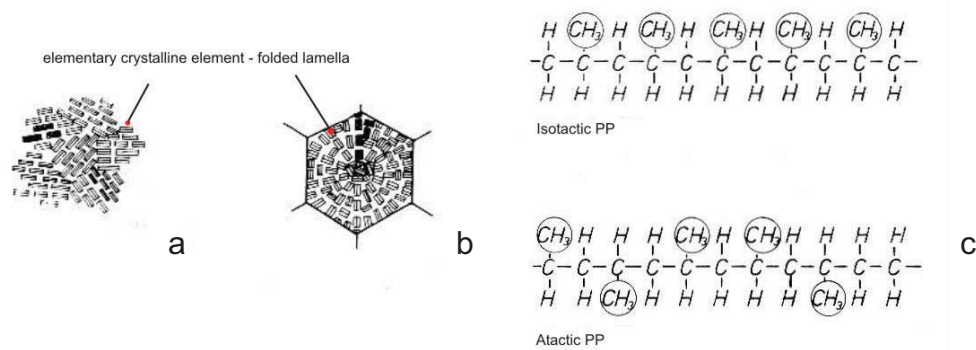 elementary crystalline element - folded lamella
a
b
H CH₃ H CH₃ H CH₃ H CH₃ H CH₃ H
–C–C–C–C–C–C–C–C–C–C–C–
H H H H H H H H H H H
Isotactic PP
CH₃ H H H CH₃ H CH₃ H H H H
–C–C–C–C–C–C–C–C–C–C–C–
H H CH₃ H H H H H CH₃ H H
Atactic PP
c